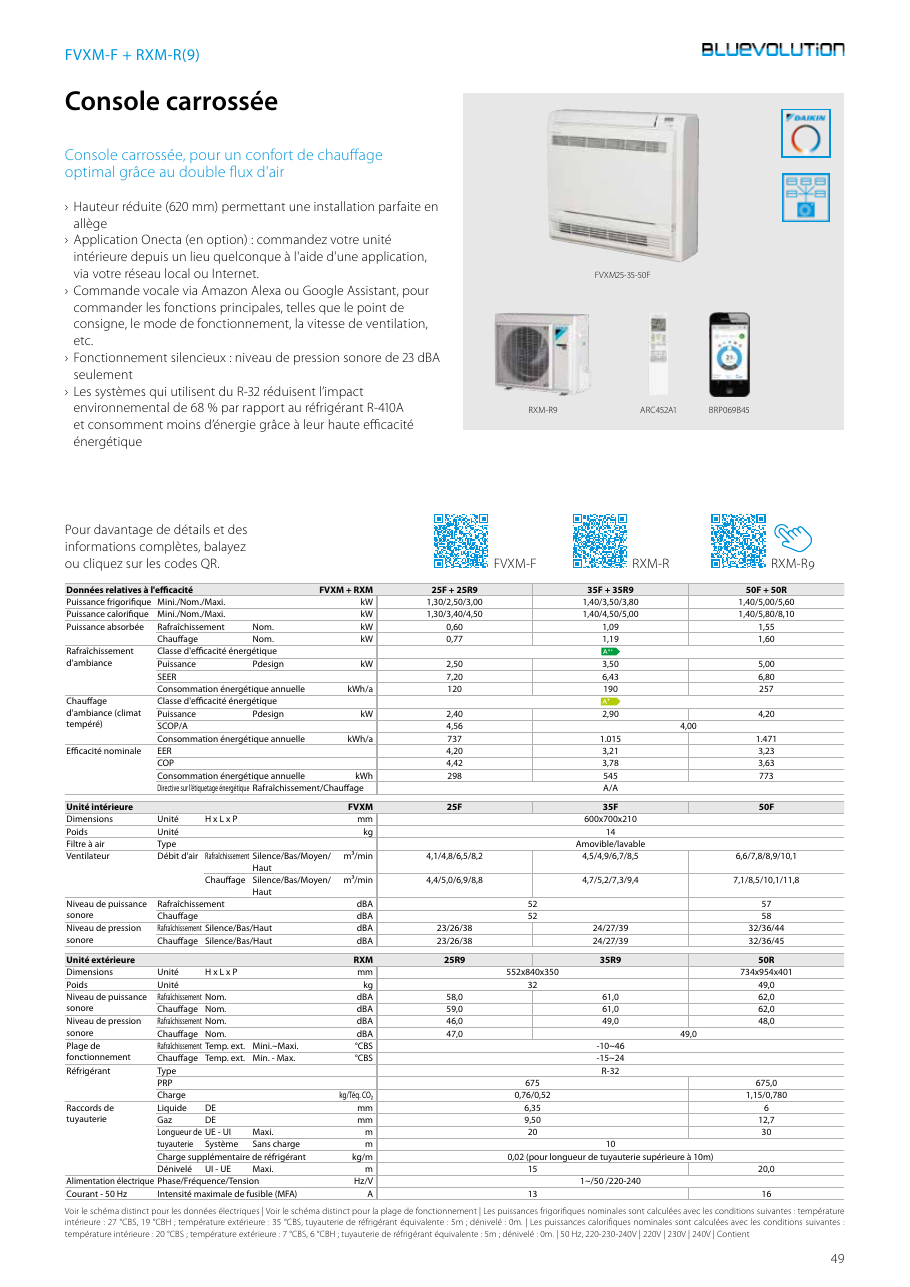 FVXM-F + RXM-R(9)
BLUEVOLUTION
Console carrossée
Console carrossée, pour un confort de chauffage
optimal grâce au double flux d'air
› Hauteur réduite (620 mm) permettant une installation parfaite en
allège
› Application Onecta (en option) : commandez votre unité
intérieure depuis un lieu quelconque à l'aide d'une application,
via votre réseau local ou Internet.
› Commande vocale via Amazon Alexa ou Google Assistant, pour
commander les fonctions principales, telles que le point de
consigne, le mode de fonctionnement, la vitesse de ventilation,
etc.
› Fonctionnement silencieux : niveau de pression sonore de 23 dBA
seulement
› Les systèmes qui utilisent du R-32 réduisent l’impact
environnemental de 68 % par rapport au réfrigérant R-410A
et consomment moins d’énergie grâce à leur haute efficacité
énergétique
DAIKIN
FVXM25-35-50F
RXM-R9 ARC452A1 BRP069B45
Pour davantage de détails et des
informations complètes, balayez
ou cliquez sur les codes QR.
FVXM-F RXM-R RXM-R9
Données relatives à l'efficacité FVXM + RXM 25F + 25R9 35F + 35R9 50F + 50R
Puissance frigorifique Mini./Nom./Maxi. kW 1,30/2,50/3,00 1,40/3,50/3,80 1,40/5,00/5,60
Puissance calorifique Mini./Nom./Maxi. kW 1,30/3,40/4,50 1,40/4,50/5,00 1,40/5,80/8,10
Puissance absorbée Rafraîchissement Nom. kW 0,60 1,09 1,55
Chauffage Nom. kW 0,77 1,19 1,60
Rafraîchissement Classe d'efficacité énergétique A++
d'ambiance Puissance Pdesign kW 2,50 3,50 5,00
SEER 7,20 6,43 6,80
Consommation énergétique annuelle kWh/a 120 190 257
Chauffage Classe d'efficacité énergétique A+
d'ambiance (climat Puissance Pdesign kW 2,40 2,90 4,20
tempéré) SCOP/A 4,56 4,00
Consommation énergétique annuelle kWh/a 737 1.015 1.471
Efficacité nominale EER 4,20 3,21 3,23
COP 4,42 3,78 3,63
Consommation énergétique annuelle kWh 298 545 773
Directive sur l'étiquetage énergétique Rafraîchissement/Chauffage A/A
Unité intérieure FVXM 25F 35F 50F
Dimensions Unité H x L x P mm 600x700x210
Poids Unité kg 14
Filtre à air Type Amovible/lavable
Ventilateur Débit d'air Rafraîchissement Silence/Bas/Moyen/ m³/min 4,1/4,8/6,5/8,2 4,5/4,9/6,7/8,5 6,6/7,8/8,9/10,1
Haut
Chauffage Silence/Bas/Moyen/ m³/min 4,4/5,0/6,9/8,8 4,7/5,2/7,3/9,4 7,1/8,5/10,1/11,8
Haut
Niveau de puissance Rafraîchissement dBA 52 57
sonore Chauffage dBA 52 58
Niveau de pression Rafraîchissement Silence/Bas/Haut dBA 23/26/38 24/27/39 32/36/44
sonore Chauffage Silence/Bas/Haut dBA 23/26/38 24/27/39 32/36/45
Unité extérieure RXM 25R9 35R9 50R
Dimensions Unité H x L x P mm 552x840x350 734x954x401
Poids Unité kg 32 49,0
Niveau de puissance Rafraîchissement Nom. dBA 58,0 61,0 62,0
sonore Chauffage Nom. dBA 59,0 61,0 62,0
Niveau de pression Rafraîchissement Nom. dBA 46,0 49,0 48,0
sonore Chauffage Nom. dBA 47,0 49,0
Plage de Rafraîchissement Temp. ext. Mini.~Maxi. °CBS -10~46
fonctionnement Chauffage Temp. ext. Min. - Max. °CBS -15~24
Réfrigérant Type R-32
PRP 675 675,0
Charge kg/Téq. CO₂ 0,76/0,52 1,15/0,780
Raccords de Liquide DE mm 6,35 6
tuyauterie Gaz DE mm 9,50 12,7
Longueur de UE - UI Maxi. m 20 30
tuyauterie Système Sans charge m 10
Charge supplémentaire de réfrigérant kg/m 0,02 (pour longueur de tuyauterie supérieure à 10m)
Dénivelé UI - UE Maxi. m 15 20,0
Alimentation électrique Phase/Fréquence/Tension Hz/V 1~/50 /220-240
Courant - 50 Hz Intensité maximale de fusible (MFA) A 13 16
Voir le schéma distinct pour les données électriques | Voir le schéma distinct pour la plage de fonctionnement | Les puissances frigorifiques nominales sont calculées avec les conditions suivantes : température
intérieure : 27 °CBS, 19 °CBH ; température extérieure : 35 °CBS, tuyauterie de réfrigérant équivalente : 5m ; dénivelé : 0m. | Les puissances calorifiques nominales sont calculées avec les conditions suivantes :
température intérieure : 20 °CBS ; température extérieure : 7 °CBS, 6 °CBH ; tuyauterie de réfrigérant équivalente : 5m ; dénivelé : 0m. | 50 Hz, 220-230-240V | 220V | 230V | 240V | Contient
49